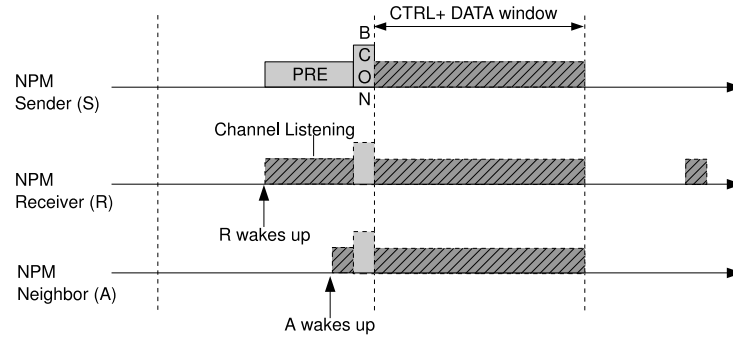 CTRL+ DATA window
B
C
O
N
PRE
NPM
Sender (S)
Channel Listening
NPM
Receiver (R)
R wakes up
NPM
Neighbor (A)
A wakes up